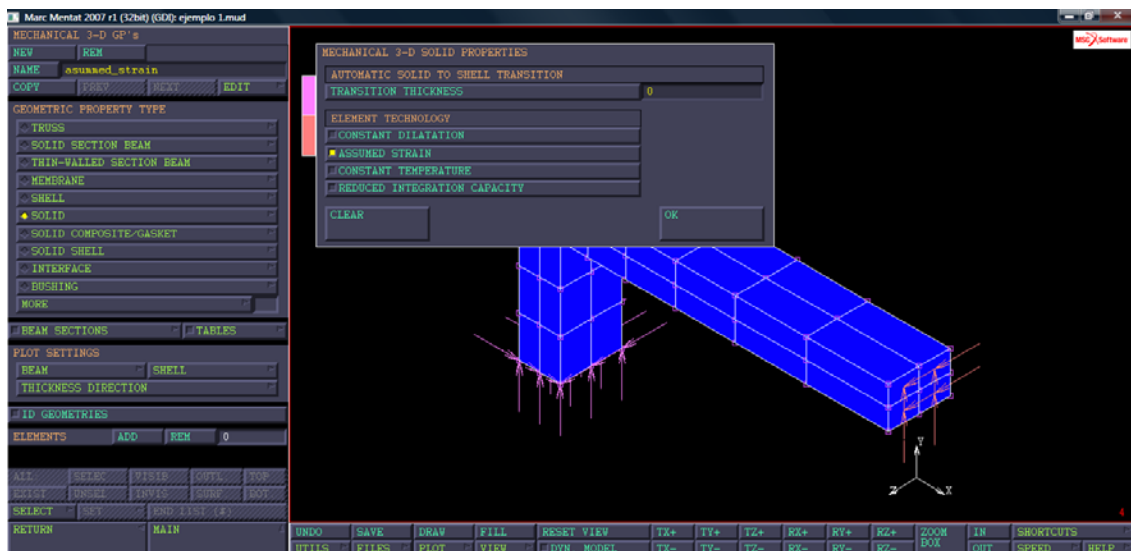 Marc Mentat 2007 r1 (32bit) (GDI): ejemplo 1.mud
MECHANICAL 3-D GP's
NEW REM
NAME asummed_strain
COPY PREV NEXT EDIT
GEOMETRIC PROPERTY TYPE
TRUSS
SOLID SECTION BEAM
THIN-WALLED SECTION BEAM
MEMBRANE
SHELL
SOLID
SOLID COMPOSITE/GASKET
SOLID SHELL
INTERFACE
BUSHING
MORE
BEAM SECTIONS TABLES
PLOT SETTINGS
BEAM SHELL
THICKNESS DIRECTION
ID GEOMETRIES
ELEMENTS ADD REM 0
ALL SELEC VISIB OUTL TOP
EXIST UNSEL INVIS SURF BOT
SELECT SET END LIST (#)
RETURN MAIN
MECHANICAL 3-D SOLID PROPERTIES
AUTOMATIC SOLID TO SHELL TRANSITION
TRANSITION THICKNESS 0
ELEMENT TECHNOLOGY
CONSTANT DILATATION
ASSUMED STRAIN
CONSTANT TEMPERATURE
REDUCED INTEGRATION CAPACITY
CLEAR OK
MSC Software
Y
Z X
4
UNDO SAVE DRAW FILL RESET VIEW TX+ TY+ TZ+ RX+ RY+ RZ+ ZOOM BOX IN SHORTCUTS
UTILS FILES PLOT VIEW DYN. MODEL TX- TY- TZ- RX- RY- RZ- OUT SPEED HELP